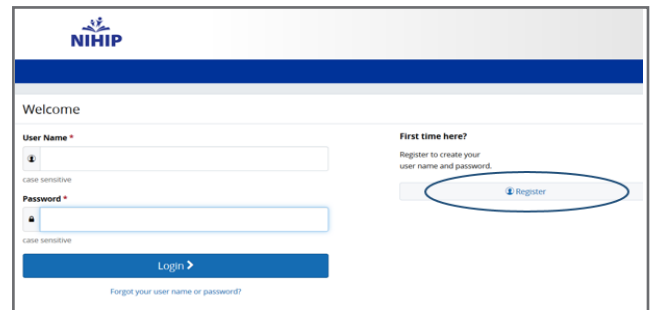 NIHIP
Welcome
User Name *
case sensitive
Password *
case sensitive
Login
Forgot your user name or password?
First time here?
Register to create your
user name and password.
Register